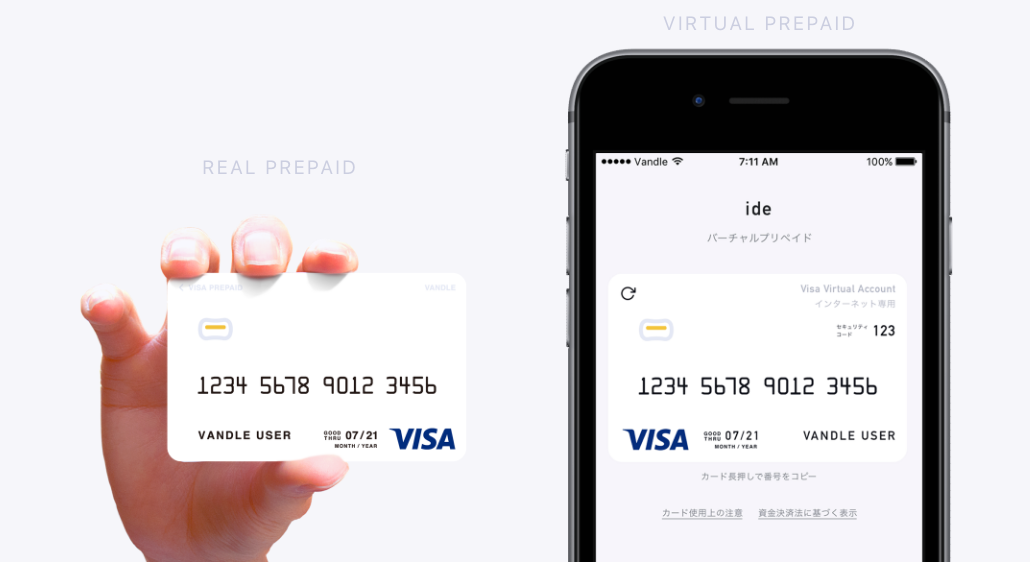 VIRTUAL PREPAID
REAL PREPAID
VISA PREPAID
VANDLE
1234 5678 9012 3456
VANDLE USER
GOOD THRU 07/21
MONTH / YEAR
VISA
Vandle
7:11 AM
100%
ide
バーチャルプリペイド
Visa Virtual Account
インターネット専用
セキュリティ
コード
123
1234 5678 9012 3456
VISA
GOOD THRU 07/21
MONTH / YEAR
VANDLE USER
カード長押しで番号をコピー
カード使用上の注意 資金決済法に基づく表示